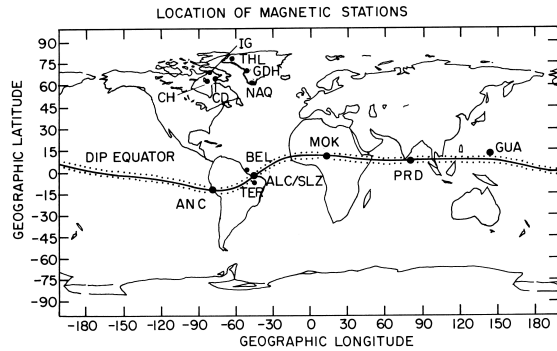 LOCATION OF MAGNETIC STATIONS
IG
THL
GDH
NAQ
CH
CD
DIP EQUATOR
BEL
MOK
GUA
ALC/SLZ
PRD
TER
ANC
GEOGRAPHIC LATITUDE
90
75
60
45
30
15
0
-15
-30
-45
-60
-75
-90
-180 -150 -120 -90 -60 -30 0 30 60 90 120 150 180
GEOGRAPHIC LONGITUDE